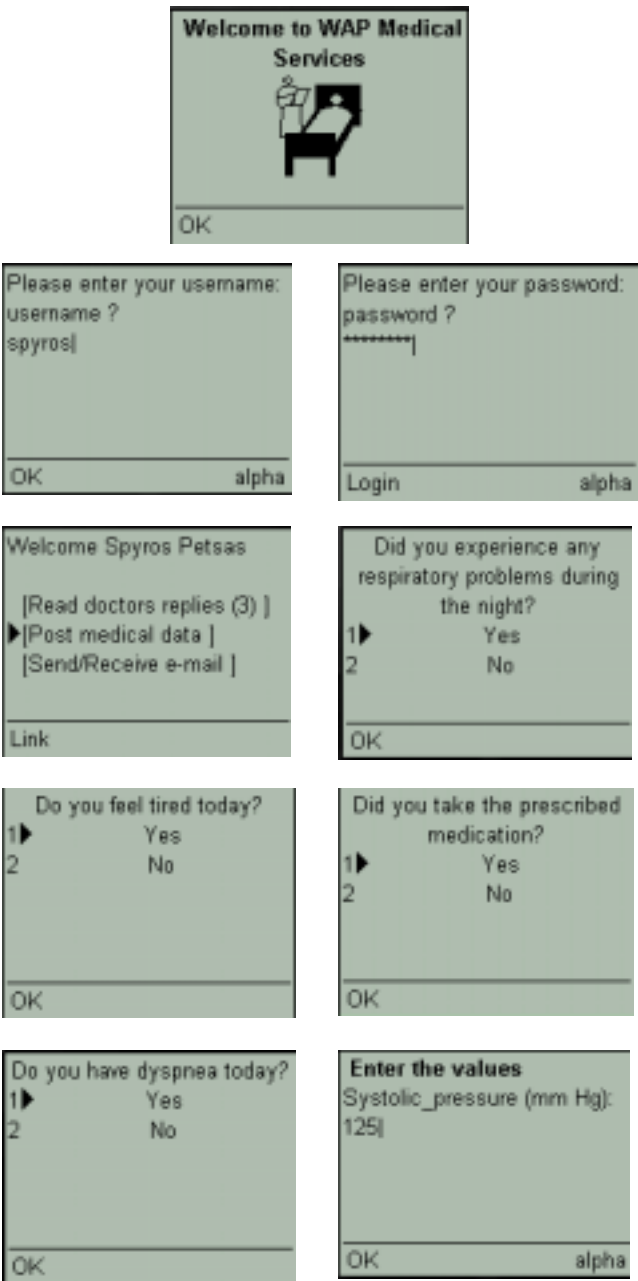 Welcome to WAP Medical
Services
OK
Please enter your username:
username ?
spyros|
OK alpha
Please enter your password:
password ?
********|
Login alpha
Welcome Spyros Petsas
[Read doctors replies (3) ]
[Post medical data ]
[Send/Receive e-mail ]
Link
Did you experience any
respiratory problems during
the night?
1 Yes
2 No
OK
Do you feel tired today?
1 Yes
2 No
OK
Did you take the prescribed
medication?
1 Yes
2 No
OK
Do you have dyspnea today?
1 Yes
2 No
OK
Enter the values
Systolic_pressure (mm Hg):
125|
OK alpha